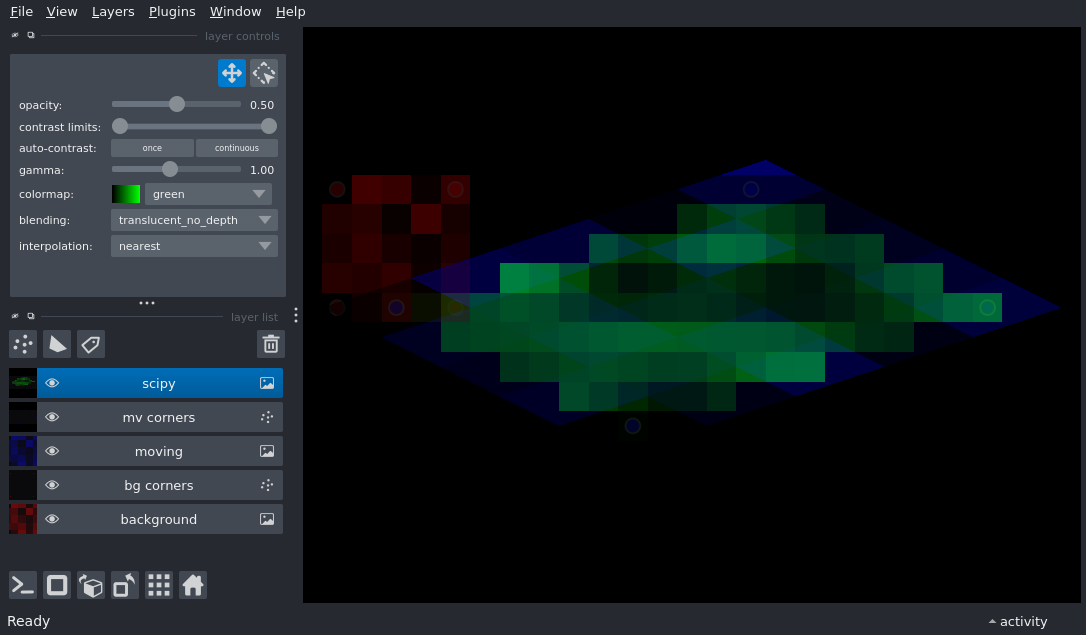 File View Layers Plugins Window Help
layer controls
opacity: 0.50
contrast limits:
auto-contrast: once continuous
gamma: 1.00
colormap: green
blending: translucent_no_depth
interpolation: nearest
layer list
scipy
mv corners
moving
bg corners
background
Ready activity